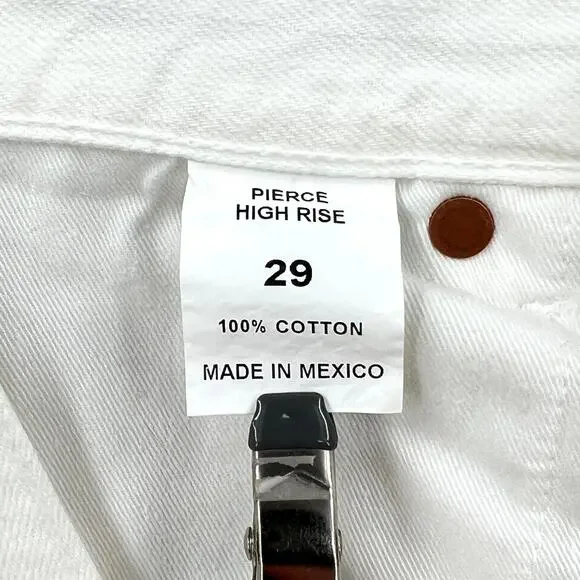 PIERCE
HIGH RISE
29
100% COTTON
MADE IN MEXICO